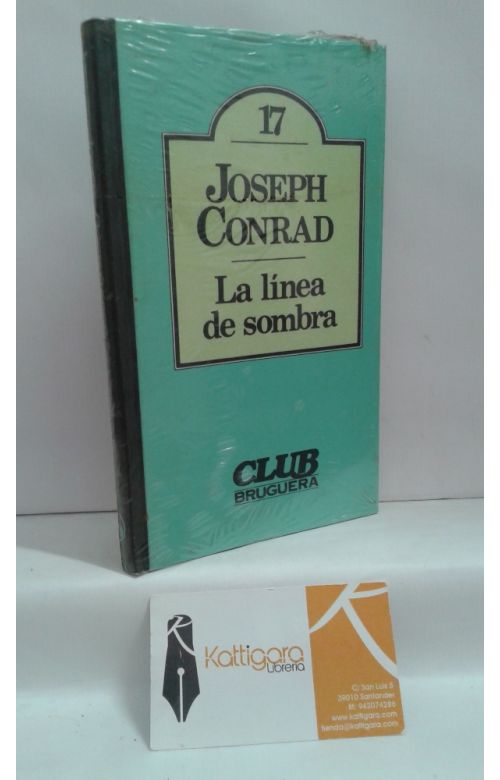 17
JOSEPH
CONRAD
La línea
de sombra
CLUB
BRUGUERA
Kattigara
Librería
C/ San Luis 5
39010 Santander
tlf: 942074286
www.kattigara.com
tienda@kattigara.com